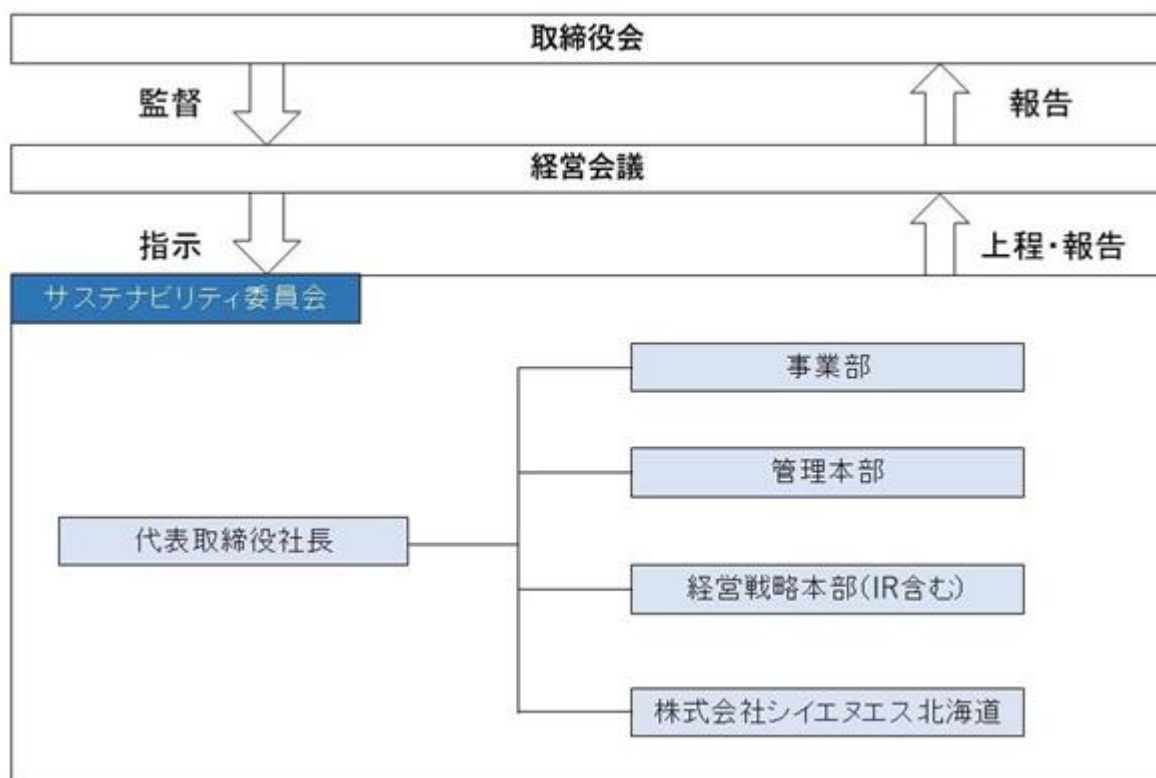 取締役会
監督
報告
経営会議
指示
上程・報告
サステナビリティ委員会
事業部
管理本部
代表取締役社長
経営戦略本部(IR含む)
株式会社シイエヌエス北海道